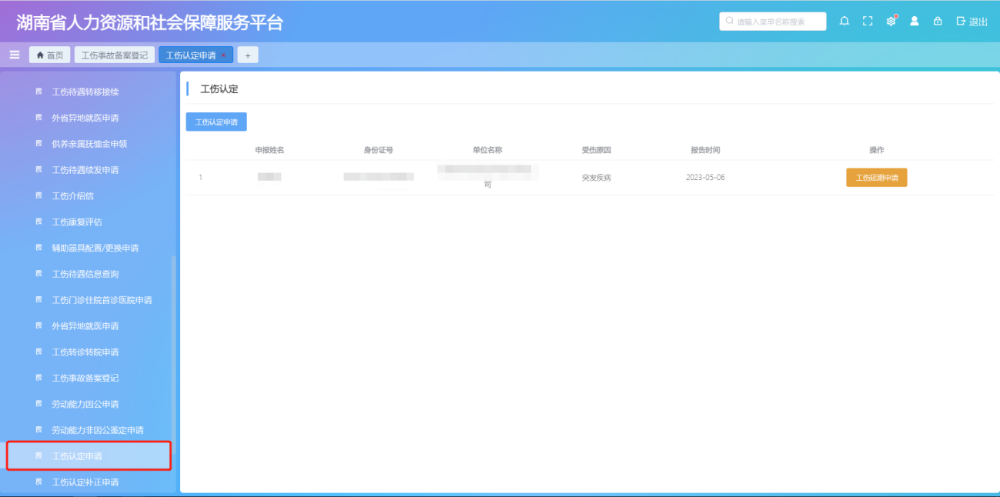 湖南省人力资源和社会保障服务平台
请输入菜单名称搜索
退出
首页
工伤事故备案登记
工伤认定申请 ×
+
工伤待遇转移接续
外省异地就医申请
供养亲属抚恤金申领
工伤待遇续发申请
工伤介绍信
工伤康复评估
辅助器具配置/更换申请
工伤待遇信息查询
工伤门诊住院首诊医院申请
外省异地就医申请
工伤转诊转院申请
工伤事故备案登记
劳动能力因公申请
劳动能力非因公鉴定申请
工伤认定申请
工伤认定补正申请
工伤认定
工伤认定申请
申报姓名 身份证号 单位名称 受伤原因 报告时间 操作
1 司 突发疾病 2023-05-06 工伤延期申请